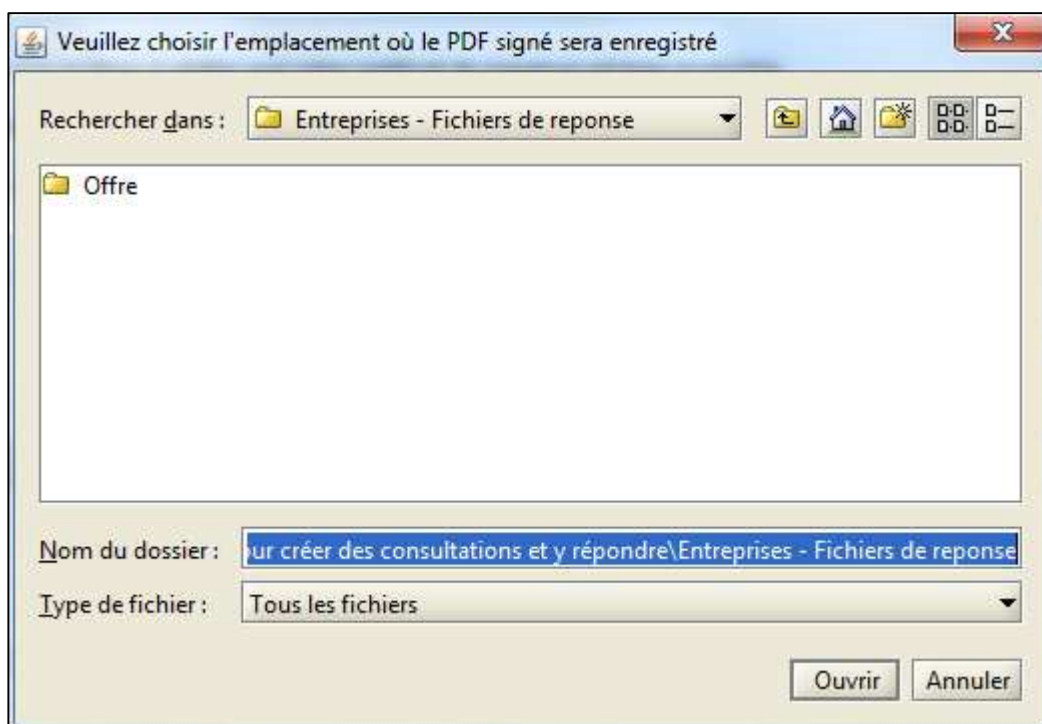 Veuillez choisir l'emplacement où le PDF signé sera enregistré
Rechercher dans : Entreprises - Fichiers de reponse
Offre
Nom du dossier : ur créer des consultations et y répondre\Entreprises - Fichiers de reponse
Type de fichier : Tous les fichiers
Ouvrir Annuler